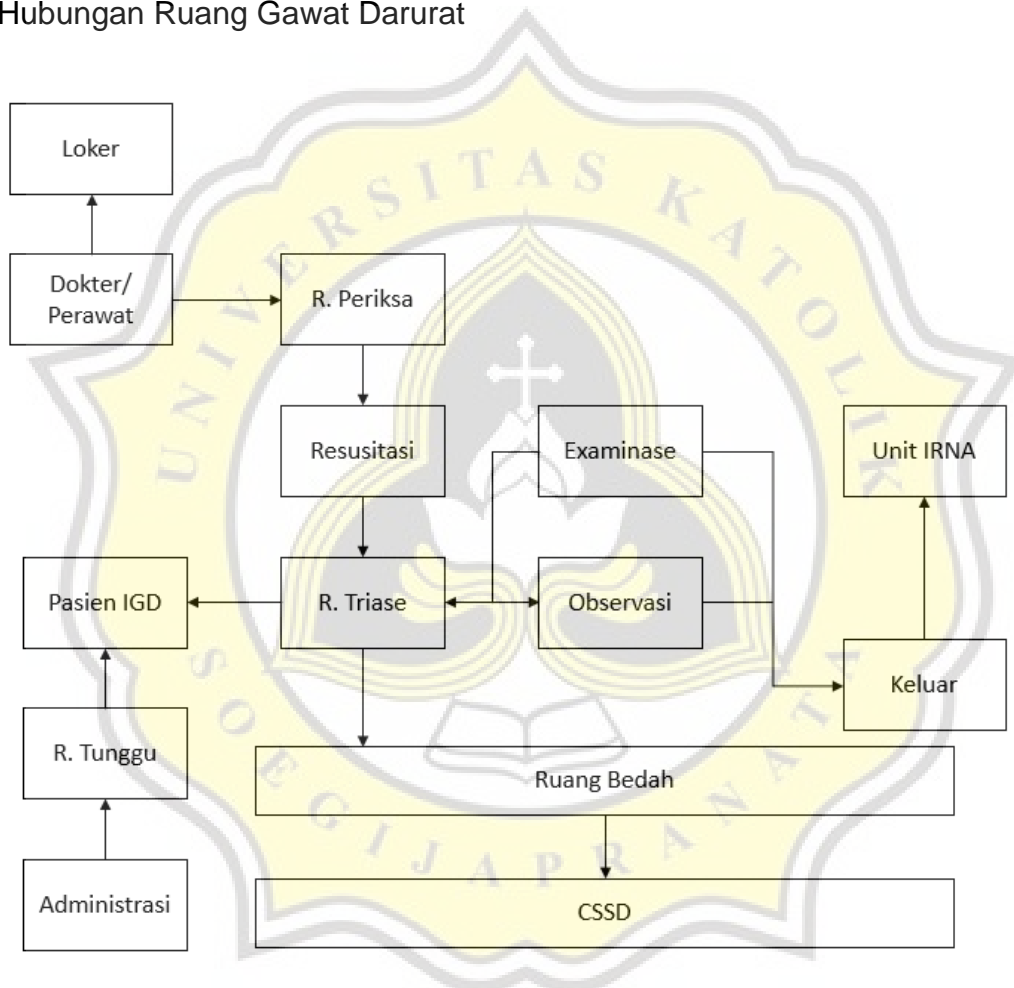 Hubungan Ruang Gawat Darurat
Loker
Dokter/
Perawat
R. Periksa
Resusitasi
Examinase
Unit IRNA
Pasien IGD
R. Triase
Observasi
Keluar
R. Tunggu
Ruang Bedah
Administrasi
CSSD
UNIVERSITAS KATOLIK
SOEGIJAPRANATA